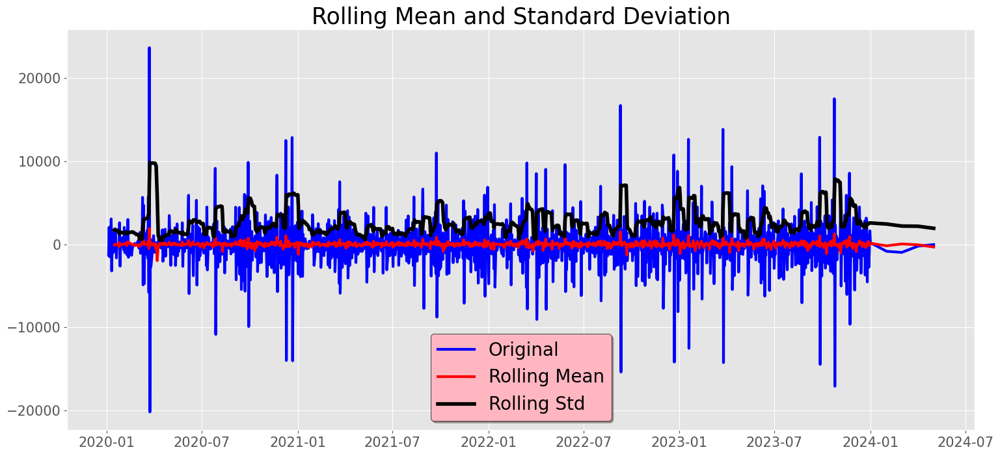 Rolling Mean and Standard Deviation
20000
10000
0
−10000
−20000
Original
Rolling Mean
Rolling Std
2020-01 2020-07 2021-01 2021-07 2022-01 2022-07 2023-01 2023-07 2024-01 2024-07